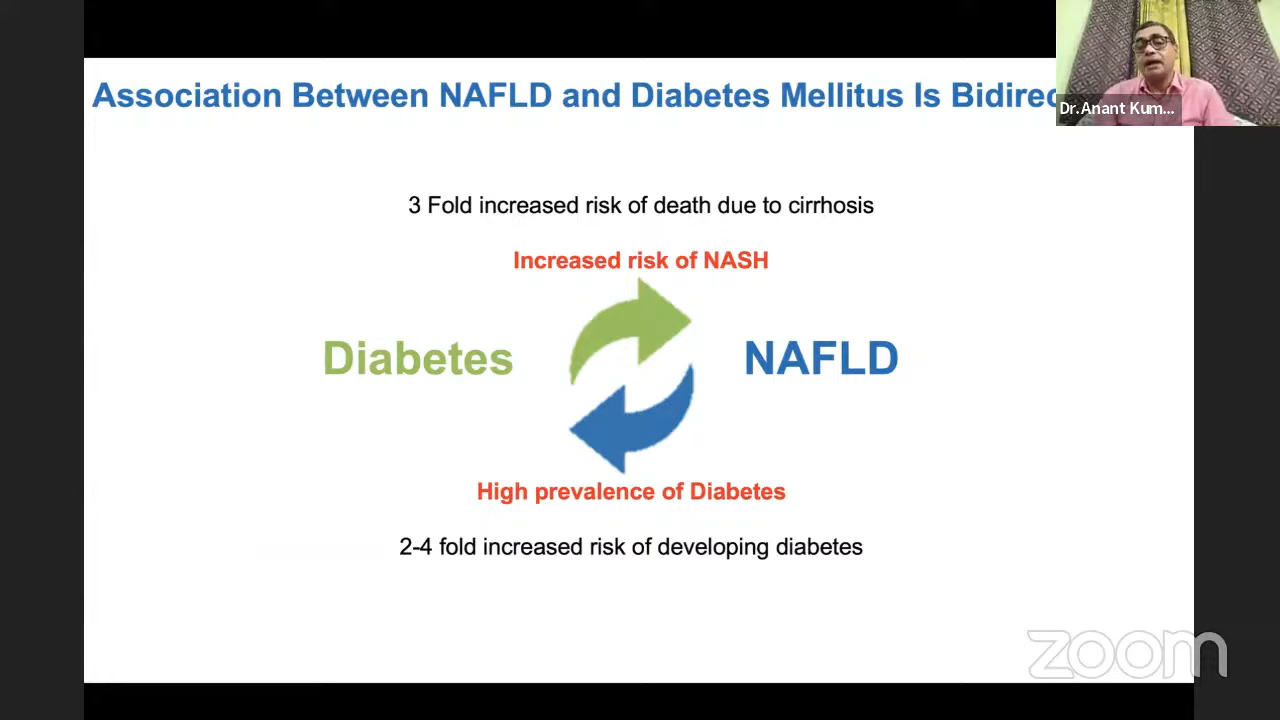 Association Between NAFLD and Diabetes Mellitus Is Bidirec
Dr.Anant Kum...
3 Fold increased risk of death due to cirrhosis
Increased risk of NASH
Diabetes
NAFLD
High prevalence of Diabetes
2-4 fold increased risk of developing diabetes
zoom